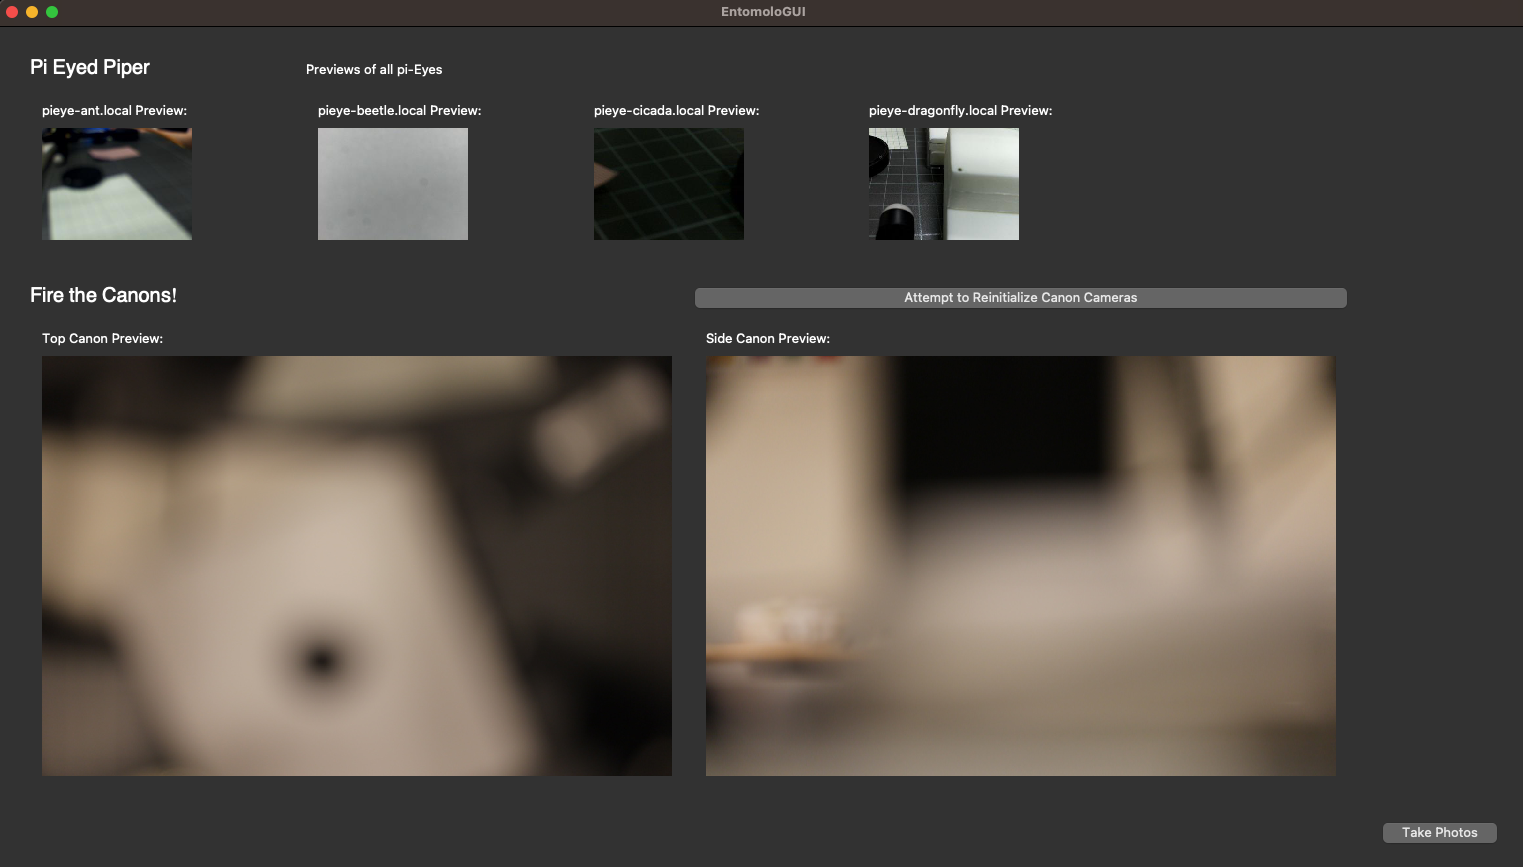 EntomoloGUI
Pi Eyed Piper
Previews of all pi-Eyes
pieye-ant.local Preview:
pieye-beetle.local Preview:
pieye-cicada.local Preview:
pieye-dragonfly.local Preview:
Fire the Canons!
Attempt to Reinitialize Canon Cameras
Top Canon Preview:
Side Canon Preview:
Take Photos